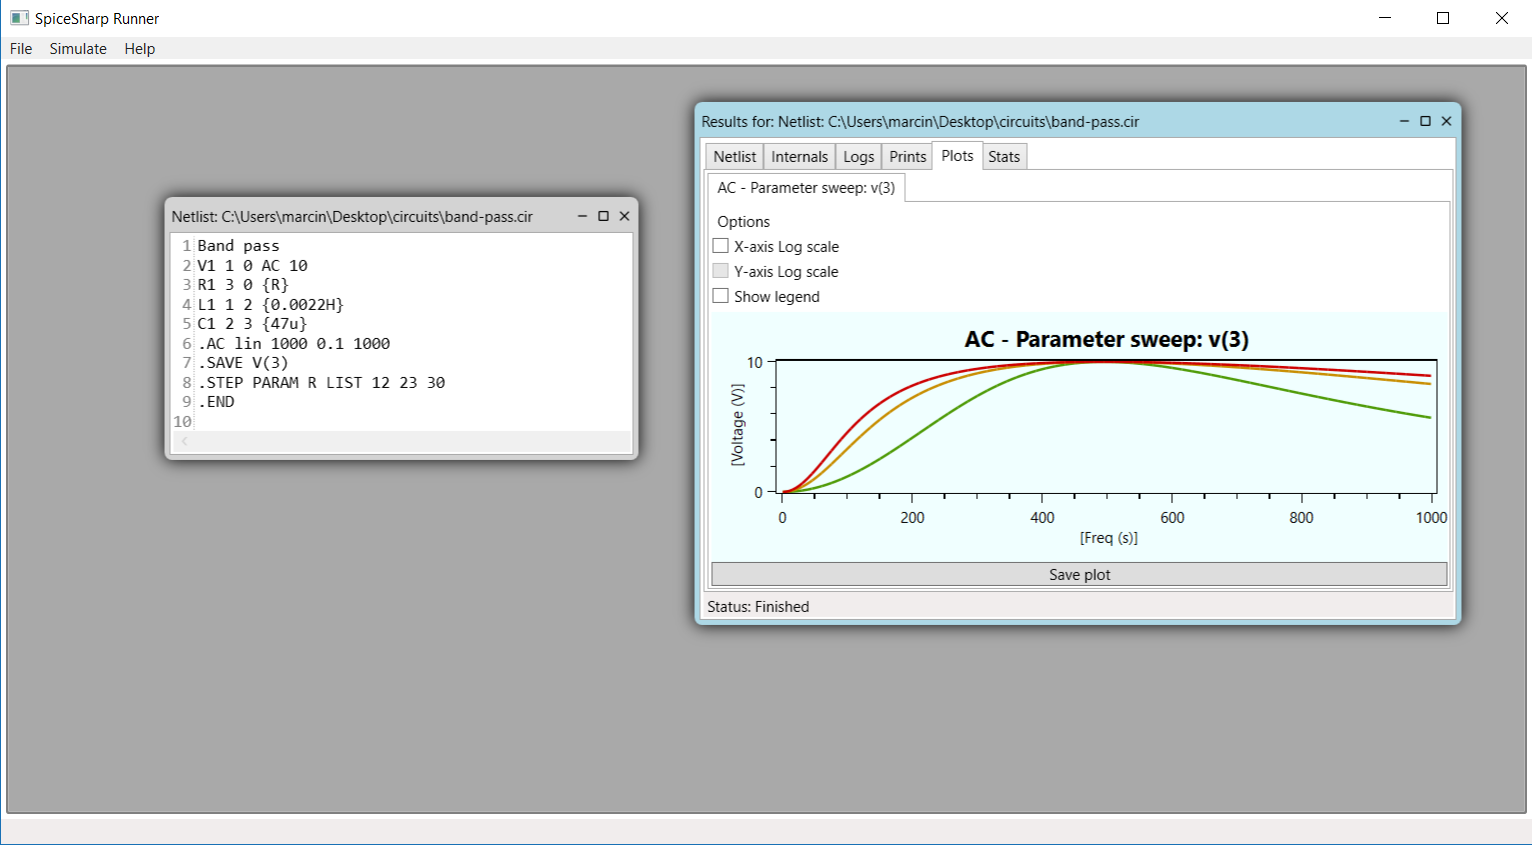 SpiceSharp Runner
File Simulate Help
Netlist: C:\Users\marcin\Desktop\circuits\band-pass.cir
1 Band pass
2 V1 1 0 AC 10
3 R1 3 0 {R}
4 L1 1 2 {0.0022H}
5 C1 2 3 {47u}
6 .AC lin 1000 0.1 1000
7 .SAVE V(3)
8 .STEP PARAM R LIST 12 23 30
9 .END
10
Results for: Netlist: C:\Users\marcin\Desktop\circuits\band-pass.cir
Netlist Internals Logs Prints Plots Stats
AC - Parameter sweep: v(3)
Options
X-axis Log scale
Y-axis Log scale
Show legend
AC - Parameter sweep: v(3)
10
[Voltage (V)]
0
0 200 400 600 800 1000
[Freq (s)]
Save plot
Status: Finished